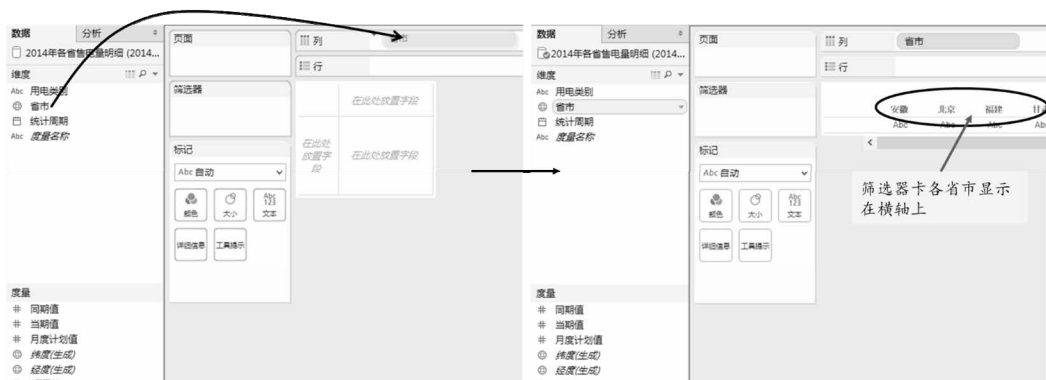 数据
分析
2014年各省售电量明细 (2014...
维度
Abc 用电类别
省市
统计周期
Abc 度量名称
度量
# 同期值
# 当期值
# 月度计划值
纬度(生成)
经度(生成)
页面
筛选器
标记
Abc 自动
颜色
大小
Abc
123
文本
详细信息
工具提示
列
省市
行
在此处放置字段
在此处
放置字
段
在此处放置字段
数据
分析
2014年各省售电量明细 (2014...
维度
Abc 用电类别
省市
统计周期
Abc 度量名称
度量
# 同期值
# 当期值
# 月度计划值
纬度(生成)
经度(生成)
页面
筛选器
标记
Abc 自动
颜色
大小
Abc
123
文本
详细信息
工具提示
列
省市
行
安徽 北京 福建
Abc Abc Abc Abc
筛选器卡各省市显示
在横轴上